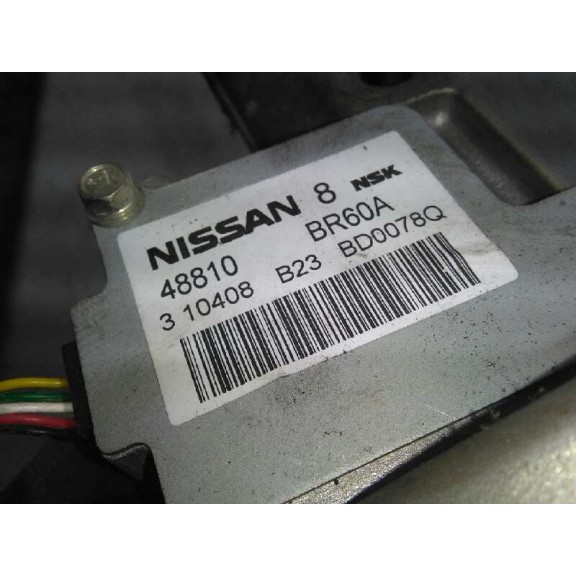 NISSAN 8 NSK
48810 BR60A
3 10408 B23 BD0078Q